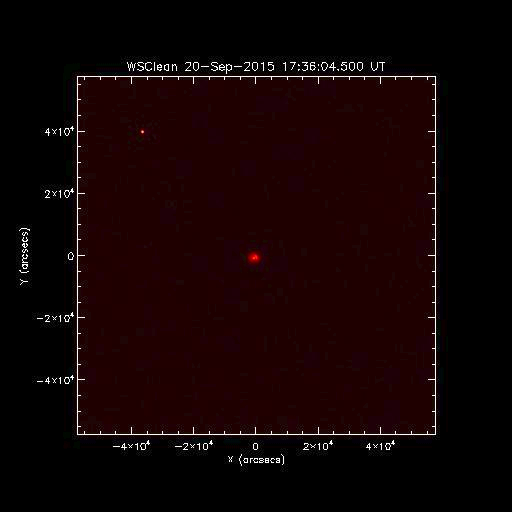 WSClean 20-Sep-2015 17:36:04.500 UT
4×10⁴
2×10⁴
0
−2×10⁴
−4×10⁴
Y (arcsecs)
−4×10⁴ −2×10⁴ 0 2×10⁴ 4×10⁴
X (arcsecs)